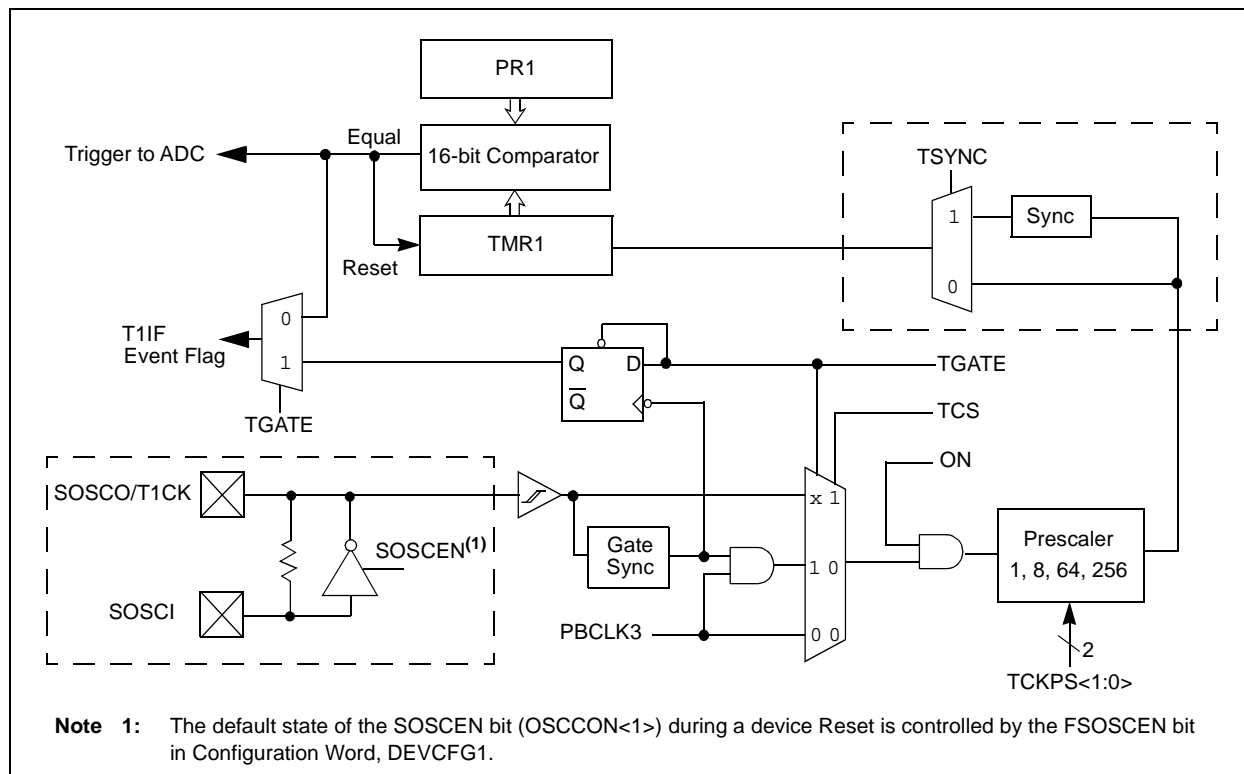 PR1
Equal
Trigger to ADC
16-bit Comparator
TSYNC
1
Sync
TMR1
Reset
0
0
T1IF
Event Flag
1
Q
D
Q̅
TGATE
TGATE
TCS
ON
SOSCO/T1CK
x 1
SOSCEN(1)
Gate
Sync
1 0
Prescaler
1, 8, 64, 256
SOSCI
PBCLK3
0 0
2
TCKPS<1:0>
Note 1: The default state of the SOSCEN bit (OSCCON<1>) during a device Reset is controlled by the FSOSCEN bit
in Configuration Word, DEVCFG1.